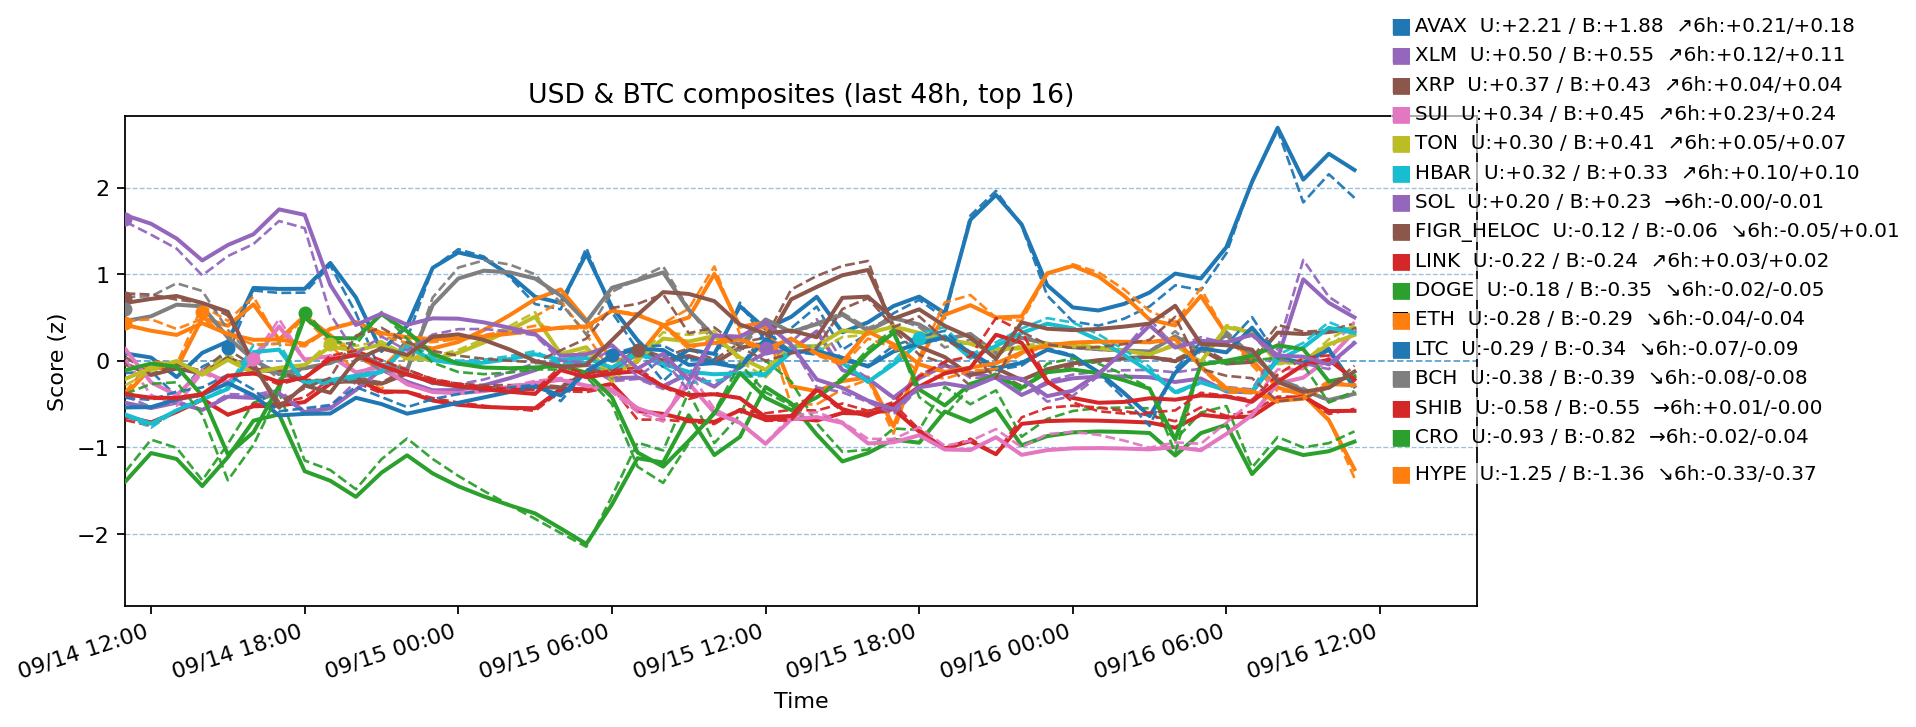 AVAX  U:+2.21 / B:+1.88  ↗6h:+0.21/+0.18
XLM  U:+0.50 / B:+0.55  ↗6h:+0.12/+0.11
XRP  U:+0.37 / B:+0.43  ↗6h:+0.04/+0.04
SUI  U:+0.34 / B:+0.45  ↗6h:+0.23/+0.24
TON  U:+0.30 / B:+0.41  ↗6h:+0.05/+0.07
HBAR  U:+0.32 / B:+0.33  ↗6h:+0.10/+0.10
SOL  U:+0.20 / B:+0.23  →6h:-0.00/-0.01
FIGR_HELOC  U:-0.12 / B:-0.06  ↘6h:-0.05/+0.01
LINK  U:-0.22 / B:-0.24  ↗6h:+0.03/+0.02
DOGE  U:-0.18 / B:-0.35  ↘6h:-0.02/-0.05
ETH  U:-0.28 / B:-0.29  ↘6h:-0.04/-0.04
LTC  U:-0.29 / B:-0.34  ↘6h:-0.07/-0.09
BCH  U:-0.38 / B:-0.39  ↘6h:-0.08/-0.08
SHIB  U:-0.58 / B:-0.55  →6h:+0.01/-0.00
CRO  U:-0.93 / B:-0.82  →6h:-0.02/-0.04
HYPE  U:-1.25 / B:-1.36  ↘6h:-0.33/-0.37
USD & BTC composites (last 48h, top 16)
Score (z)
2
1
0
−1
−2
09/14 12:00
09/14 18:00
09/15 00:00
09/15 06:00
09/15 12:00
09/15 18:00
09/16 00:00
09/16 06:00
09/16 12:00
Time